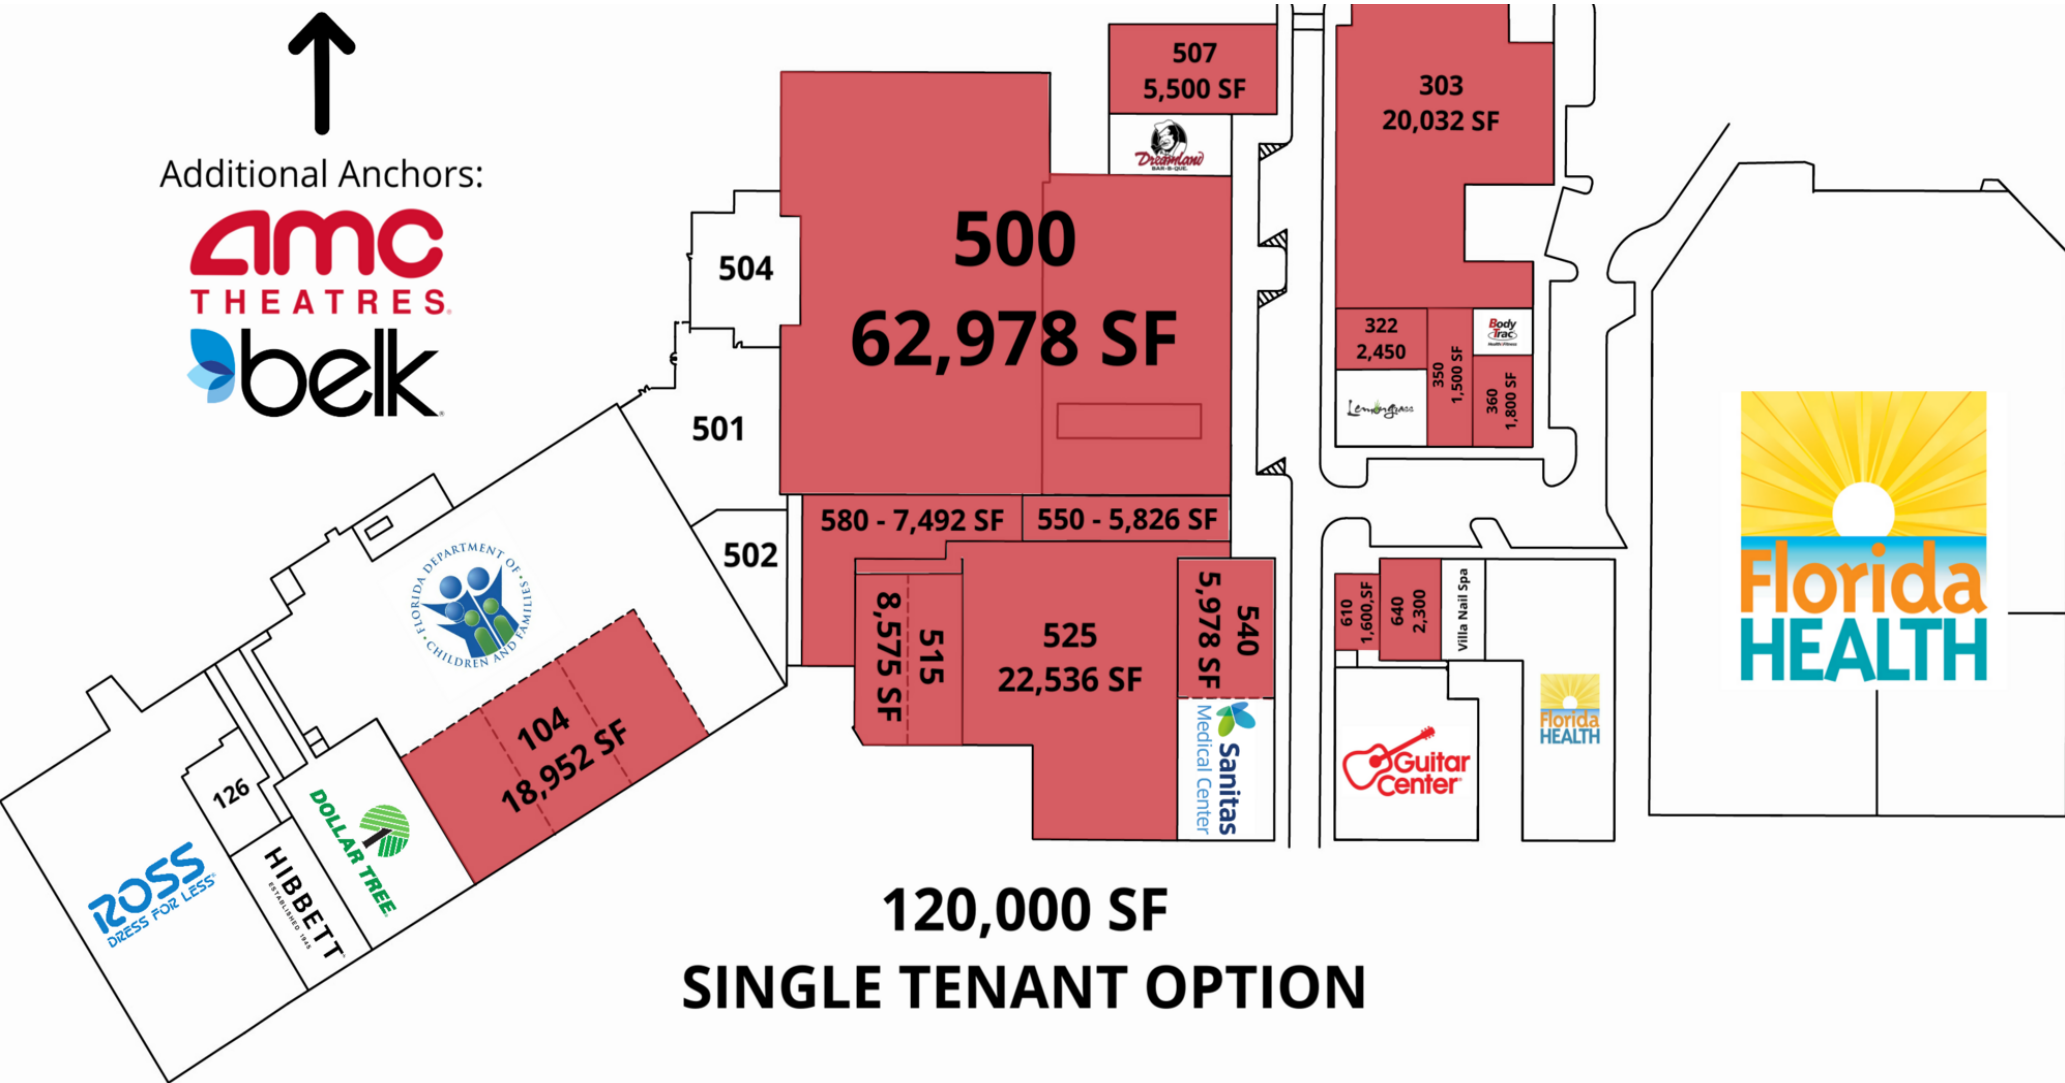 Additional Anchors:
amc
THEATRES
belk
507
5,500 SF
Dreamland
BAR-B-QUE
303
20,032 SF
504
500
62,978 SF
322
2,450
350
1,500 SF
Body
Trac
Health & Fitness
360
1,800 SF
Lemongrass
501
502
580 - 7,492 SF
550 - 5,826 SF
FLORIDA DEPARTMENT OF
CHILDREN AND FAMILIES
104
18,952 SF
515
8,575 SF
525
22,536 SF
540
5,978 SF
Sanitas
Medical Center
610
1,600,SF
640
2,300
Villa Nail Spa
Guitar
Center
Florida
HEALTH
Florida
HEALTH
126
ROSS
DRESS FOR LESS
HIBBETT
ESTABLISHED 1945
DOLLAR TREE
120,000 SF
SINGLE TENANT OPTION